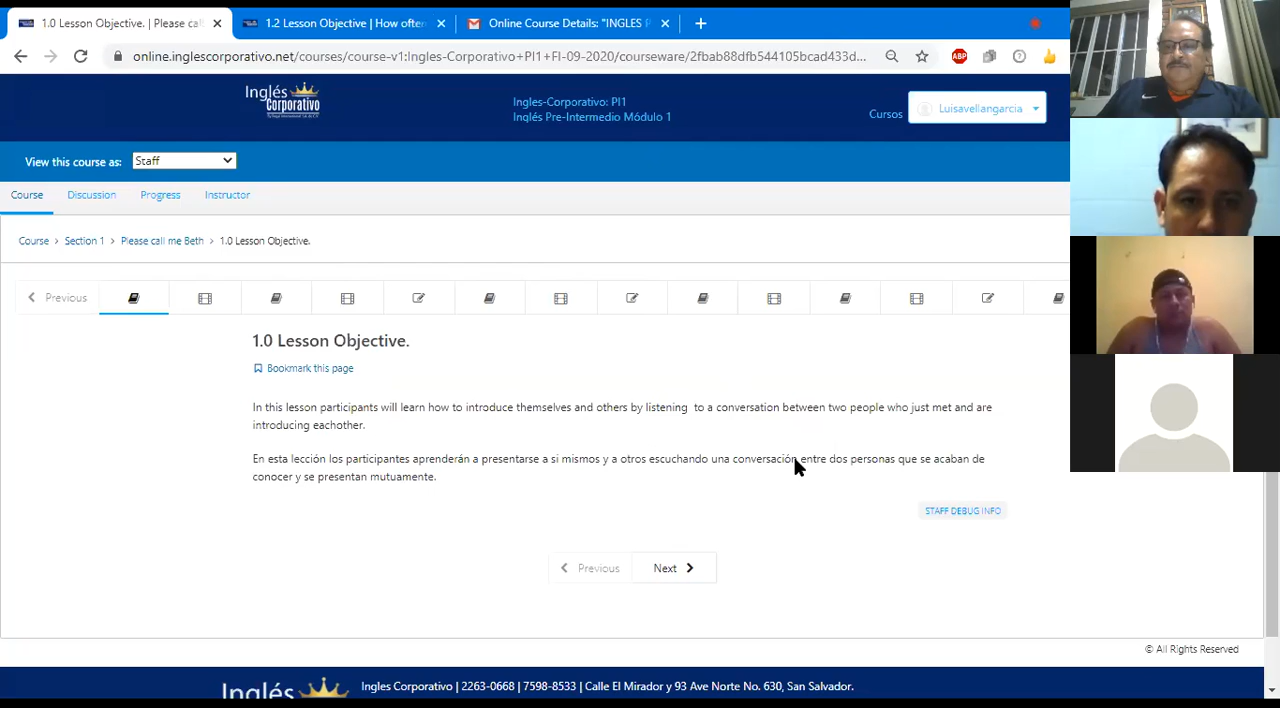 1.0 Lesson Objective. | Please cal
1.2 Lesson Objective | How often
Online Course Details: "INGLES P
online.inglescorporativo.net/courses/course-v1:Ingles-Corporativo+PI1+FI-09-2020/courseware/2fbab88dfb544105bcad433d...
ABP
Inglés
Corporativo
Ingles-Corporativo: PI1
Inglés Pre-Intermedio Módulo 1
Cursos
Luisavellangarcia
View this course as:
Staff
Course
Discussion
Progress
Instructor
Course > Section 1 > Please call me Beth > 1.0 Lesson Objective.
Previous
1.0 Lesson Objective.
Bookmark this page
In this lesson participants will learn how to introduce themselves and others by listening to a conversation between two people who just met and are
introducing eachother.
En esta lección los participantes aprenderán a presentarse a si mismos y a otros escuchando una conversación entre dos personas que se acaban de
conocer y se presentan mutuamente.
STAFF DEBUG INFO
Previous
Next
© All Rights Reserved
Inglés
Ingles Corporativo | 2263-0668 | 7598-8533 | Calle El Mirador y 93 Ave Norte No. 630, San Salvador.